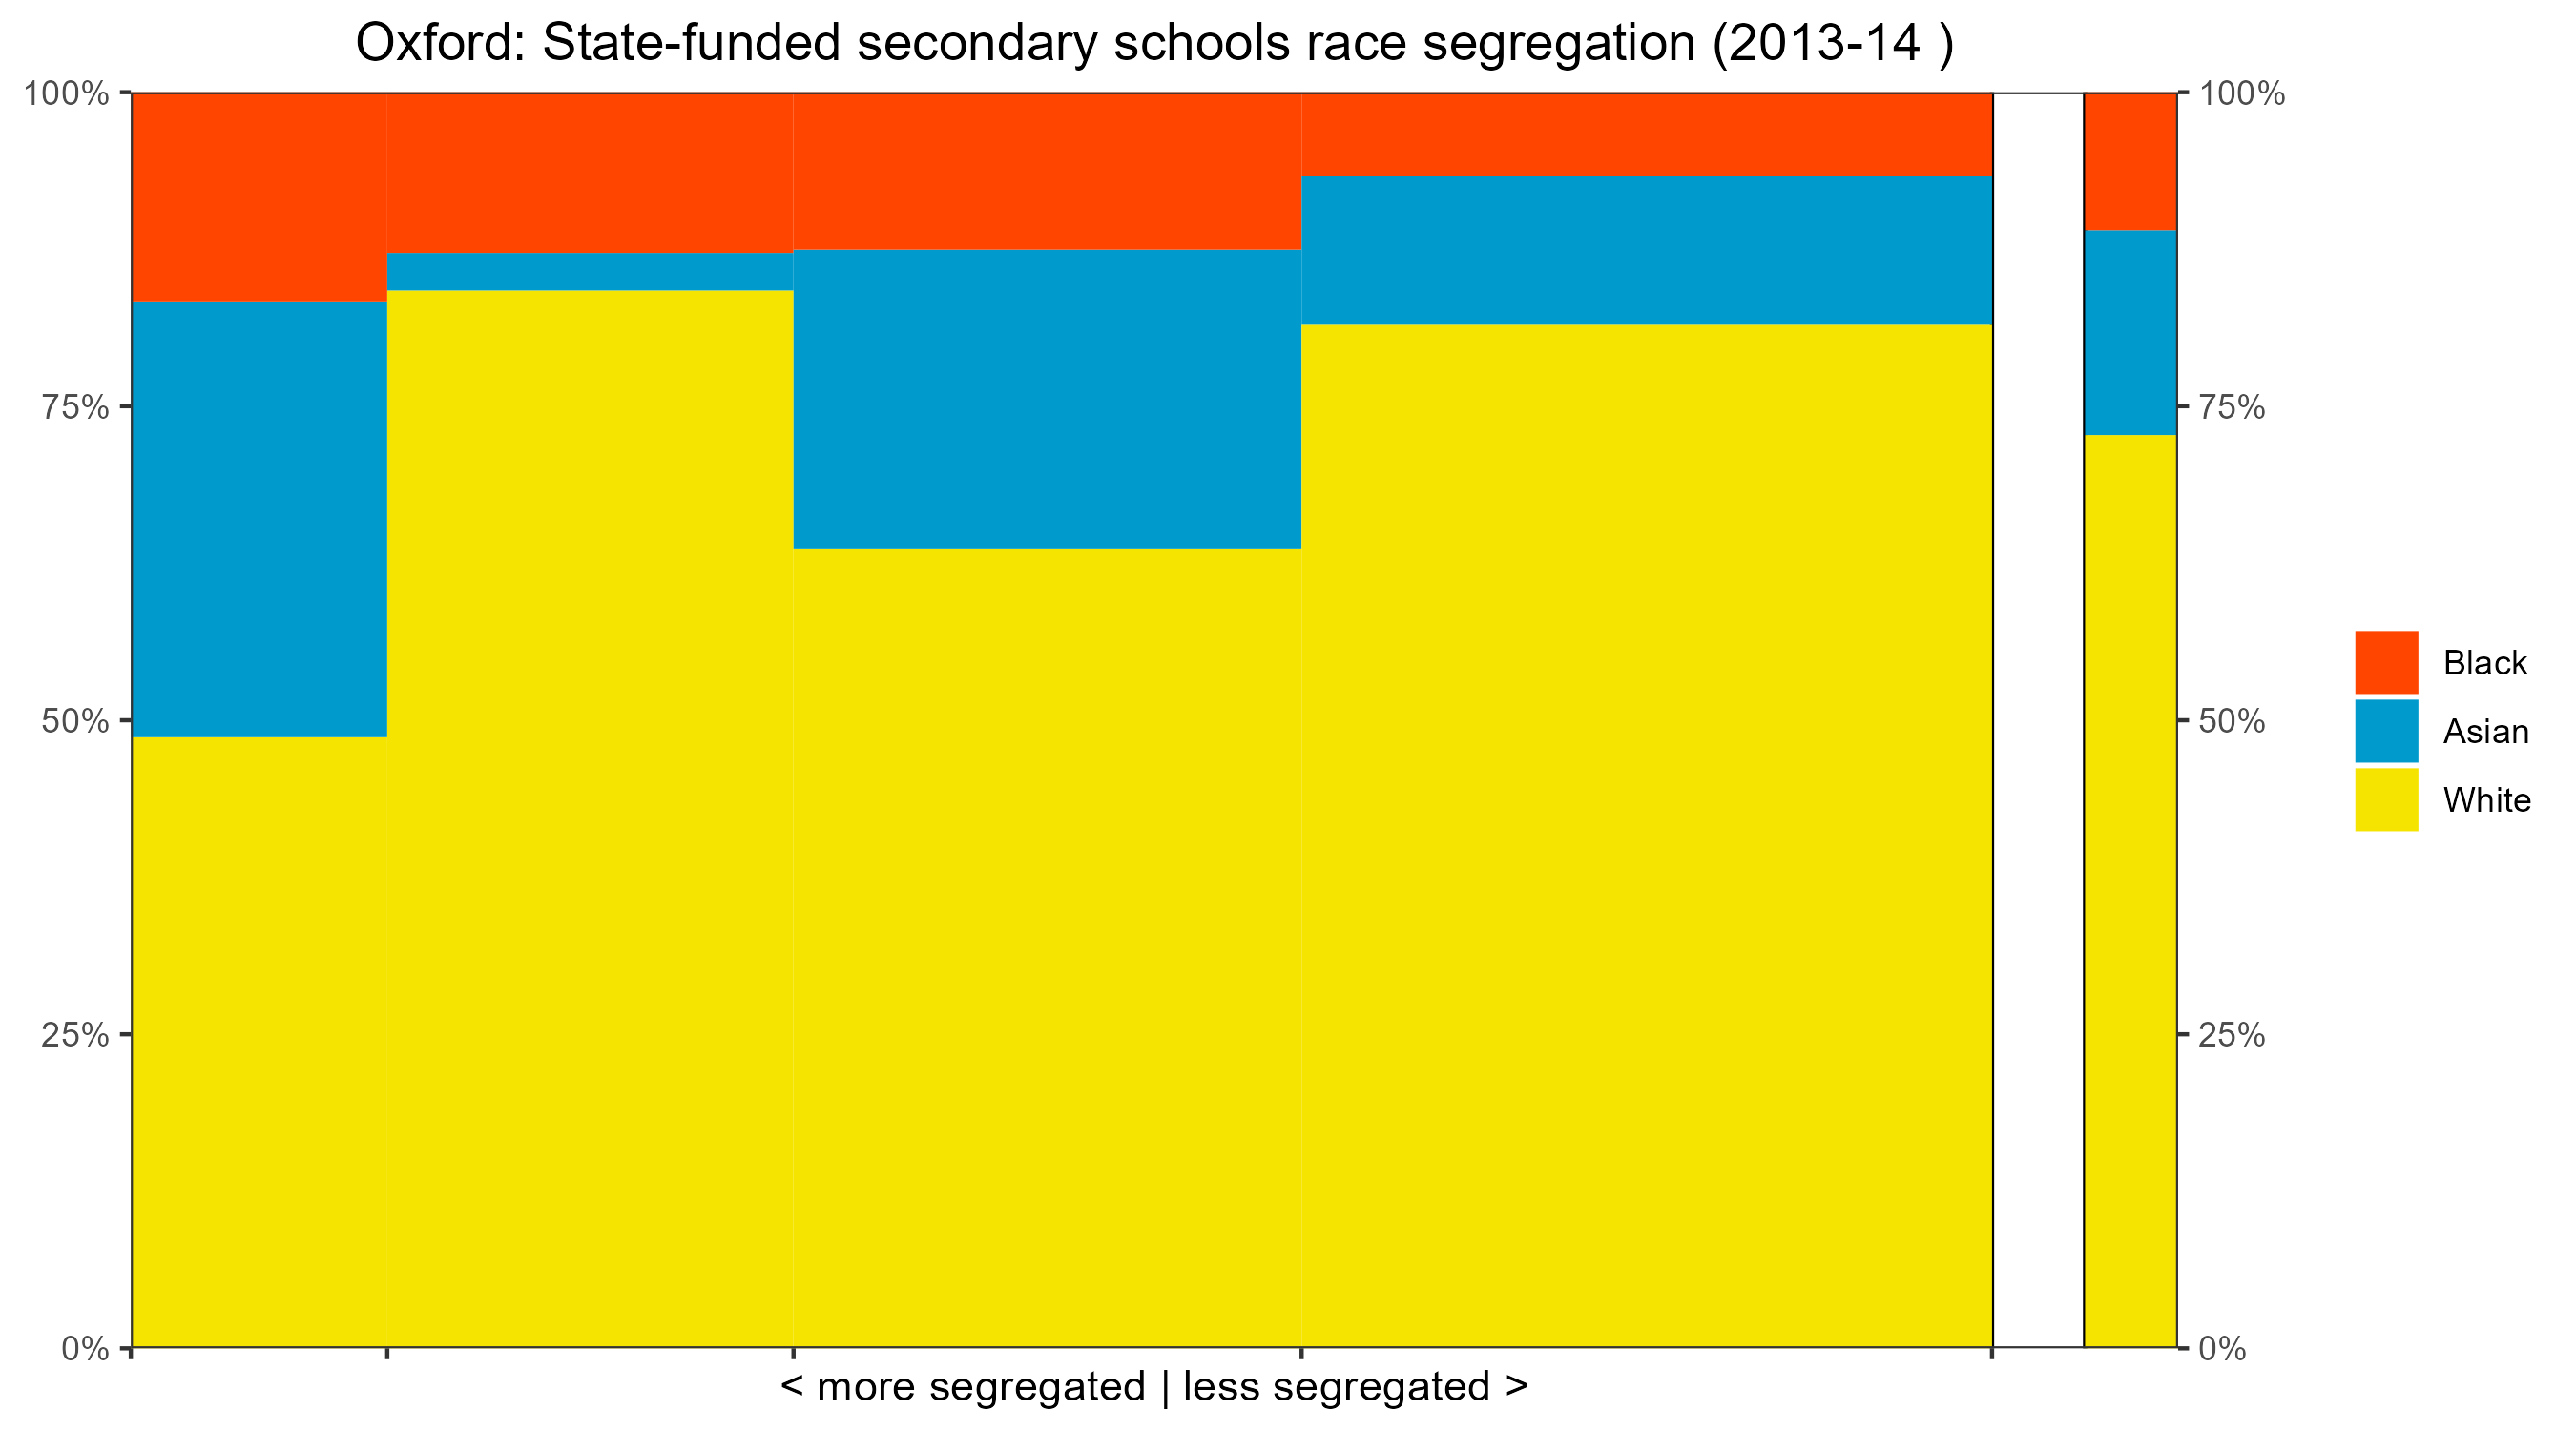 Oxford: State-funded secondary schools race segregation (2013-14 )
100%
75%
50%
25%
0%
100%
75%
50%
25%
0%
Black
Asian
White
< more segregated | less segregated >